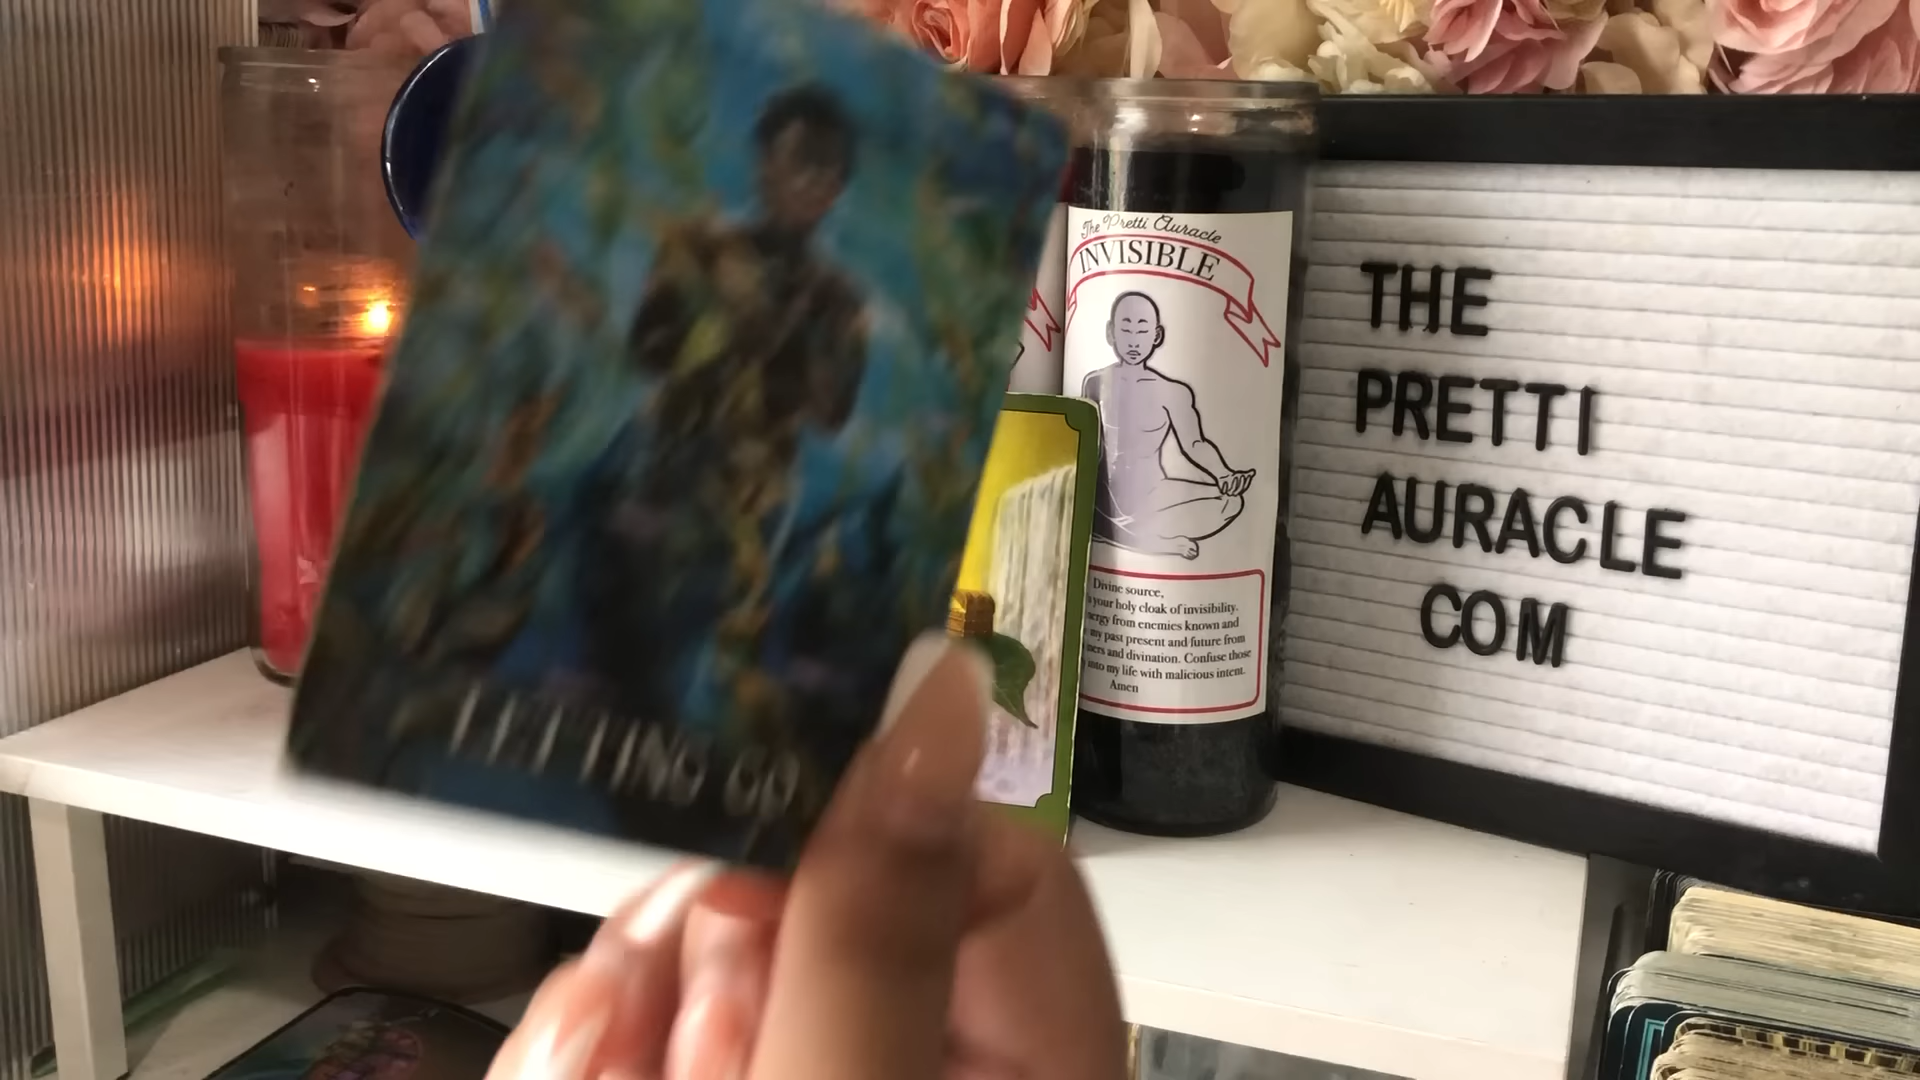 LETTING GO
The Pretti Auracle
INVISIBLE
Divine source,
your holy cloak of invisibility.
from enemies known and
my past present and future from
and divination. Confuse those
into my life with malicious intent.
Amen
THE
PRETTI
AURACLE
COM